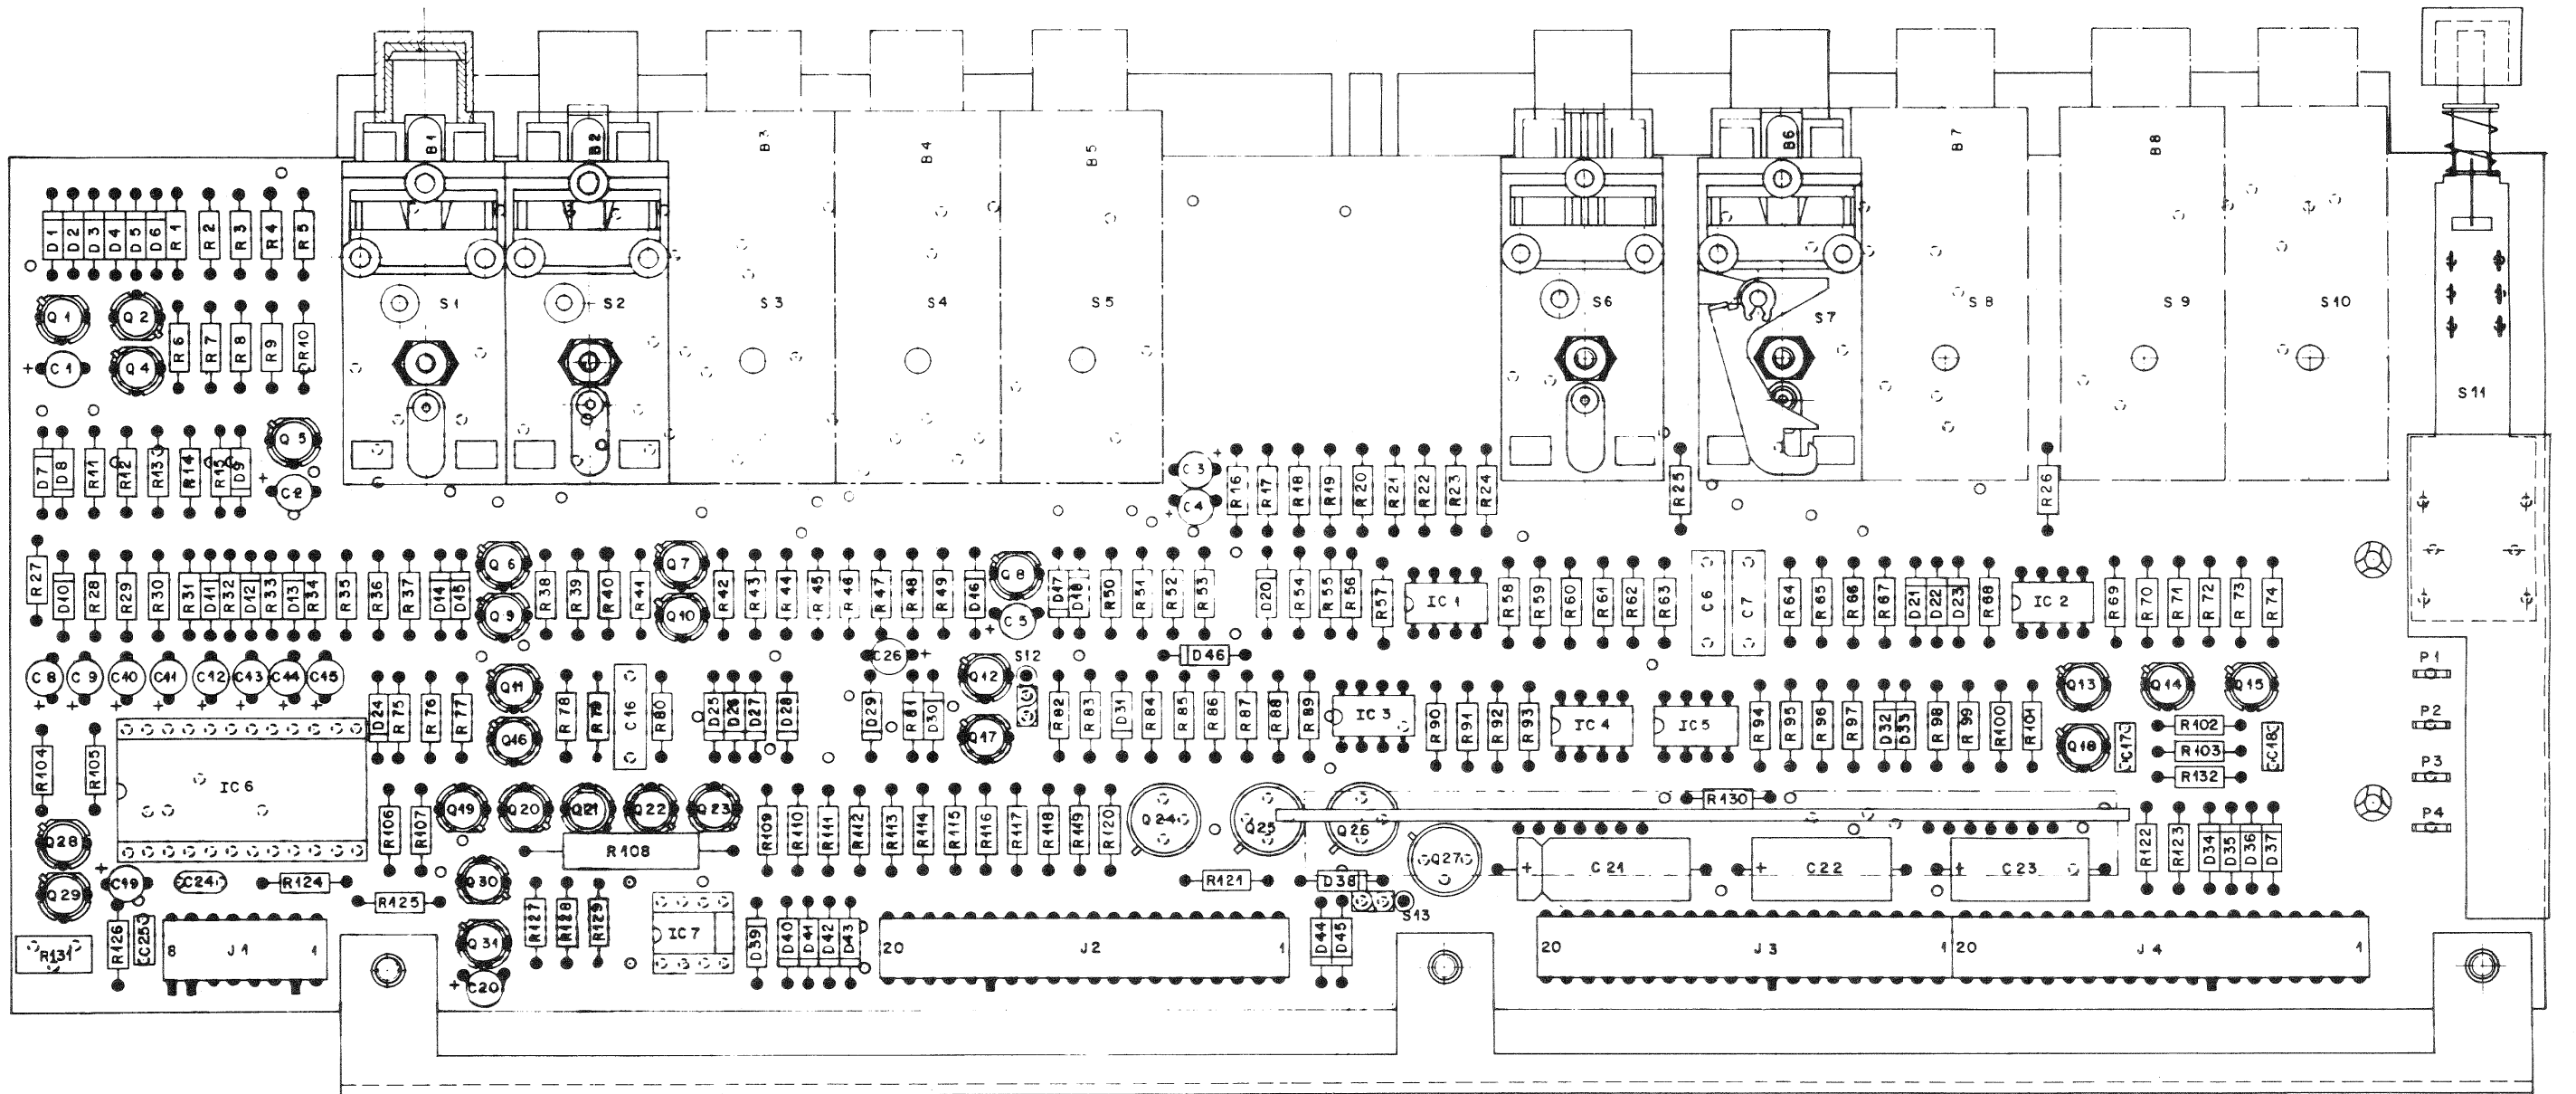 B1 B2 B3 B4 B5 B6 B7 B8
D1 D2 D3 D4 D5 D6 R1 R2 R3 R4 R5
S1 S2 S3 S4 S5 S6 S7 S8 S9 S10
Q1 Q2 R6 R7 R8 R9 R10
+ C1 Q4
S11
Q5
D7 D8 R11 R12 R13 R14 R15 D9 + C2
C3 + R16 R17 R18 R19 R20 R21 R22 R23 R24 R25 R26
+ C4
R27 D10 R28 R29 R30 R31 D11 R32 D12 R33 D13 R34 R35 R36 R37 D14 D15 Q6 R38 R39 R40 R41 Q7 R42 R43 R44 R45 R46 R47 R48 R49 D16 Q8 D17 D18 R50 R51 R52 R53 D20 R54 R55 R56 R57 IC1 R58 R59 R60 R61 R62 R63 C6 C7 R64 R65 R66 R67 D21 D22 D23 R68 IC2 R69 R70 R71 R72 R73 R74
Q9 Q10 + C5
C26 + S12 D46 P1
C8 C9 C10 C11 C12 C13 C14 C15 Q11 Q12 Q13 Q14 Q15
+ + + + + + + +
D24 R75 R76 R77 R78 R79 C16 R80 D25 D26 D27 D28 D29 R81 D30 R82 R83 D31 R84 R85 R86 R87 R88 R89 IC3 R90 R91 R92 R93 IC4 IC5 R94 R95 R96 R97 D32 D33 R98 R99 R100 R101 R102 P2
Q16 Q17 Q18 C17 R103 C18
R104 R105 IC6 R132 P3
R130
R106 R107 Q19 Q20 Q21 Q22 Q23 R109 R110 R111 R112 R113 R114 R115 R116 R117 R118 R119 R120 Q24 Q25 Q26 P4
Q28 R108 Q27 R122 R123 D34 D35 D36 D37
+ C21 + C22 + C23
+ C19 C24 R124 Q30 R121 D38
Q29 R125
S13
R126 C25 R127 R128 R129 IC7 D39 D40 D41 D42 D43 D44 D45
R131 8 J1 1 Q31 20 J2 1 20 J3 1 20 J4 1
+ C20